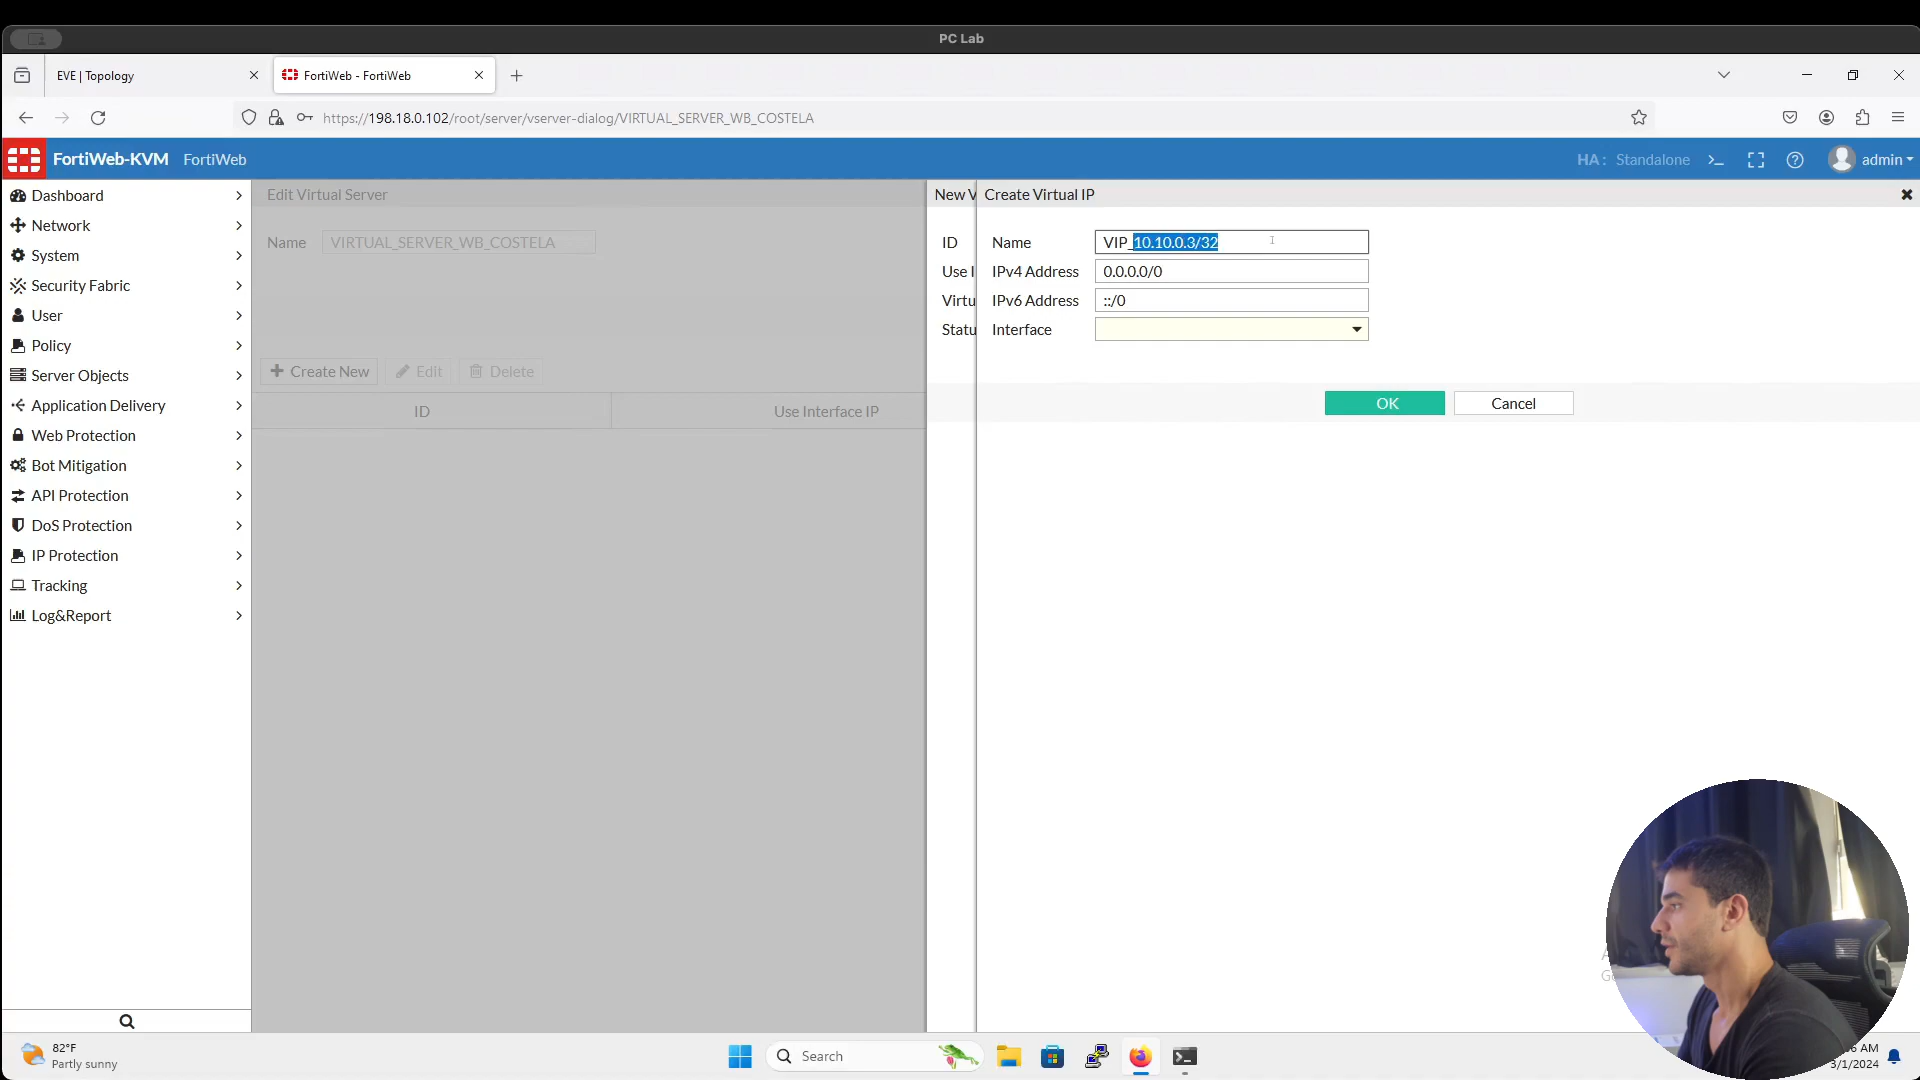 PC Lab
EVE | Topology
FortiWeb - FortiWeb
https://198.18.0.102/root/server/vserver-dialog/VIRTUAL_SERVER_WB_COSTELA
FortiWeb-KVM FortiWeb
HA: Standalone
admin
Dashboard
Network
System
Security Fabric
User
Policy
Server Objects
Application Delivery
Web Protection
Bot Mitigation
API Protection
DoS Protection
IP Protection
Tracking
Log&Report
Edit Virtual Server
Name VIRTUAL_SERVER_WB_COSTELA
Create New Edit Delete
ID Use Interface IP
New V
ID
Use I
Virtu
Statu
Create Virtual IP
Name VIP_10.10.0.3/32
IPv4 Address 0.0.0.0/0
IPv6 Address ::/0
Interface
OK Cancel
82°F
Partly sunny
Search
6 AM
3/1/2024